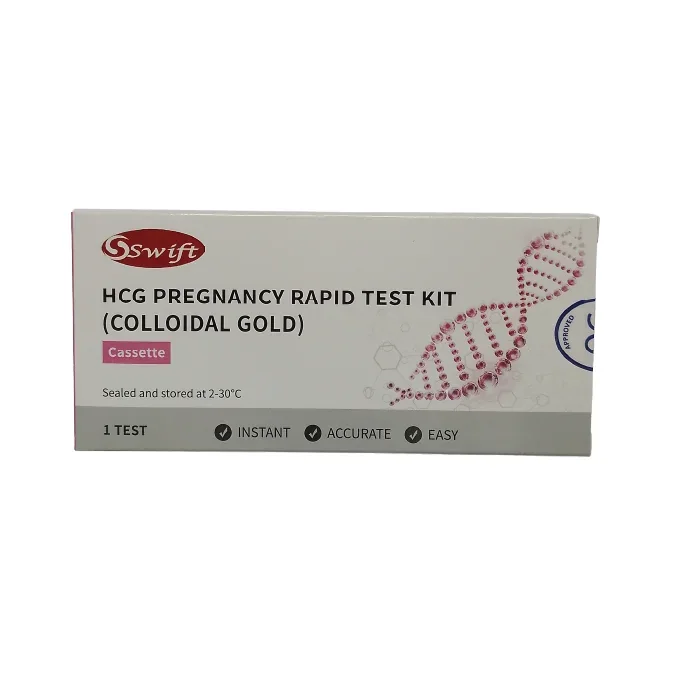 Swift
HCG PREGNANCY RAPID TEST KIT
(COLLOIDAL GOLD)
Cassette
Sealed and stored at 2-30°C
1 TEST
INSTANT
ACCURATE
EASY
APPROVED